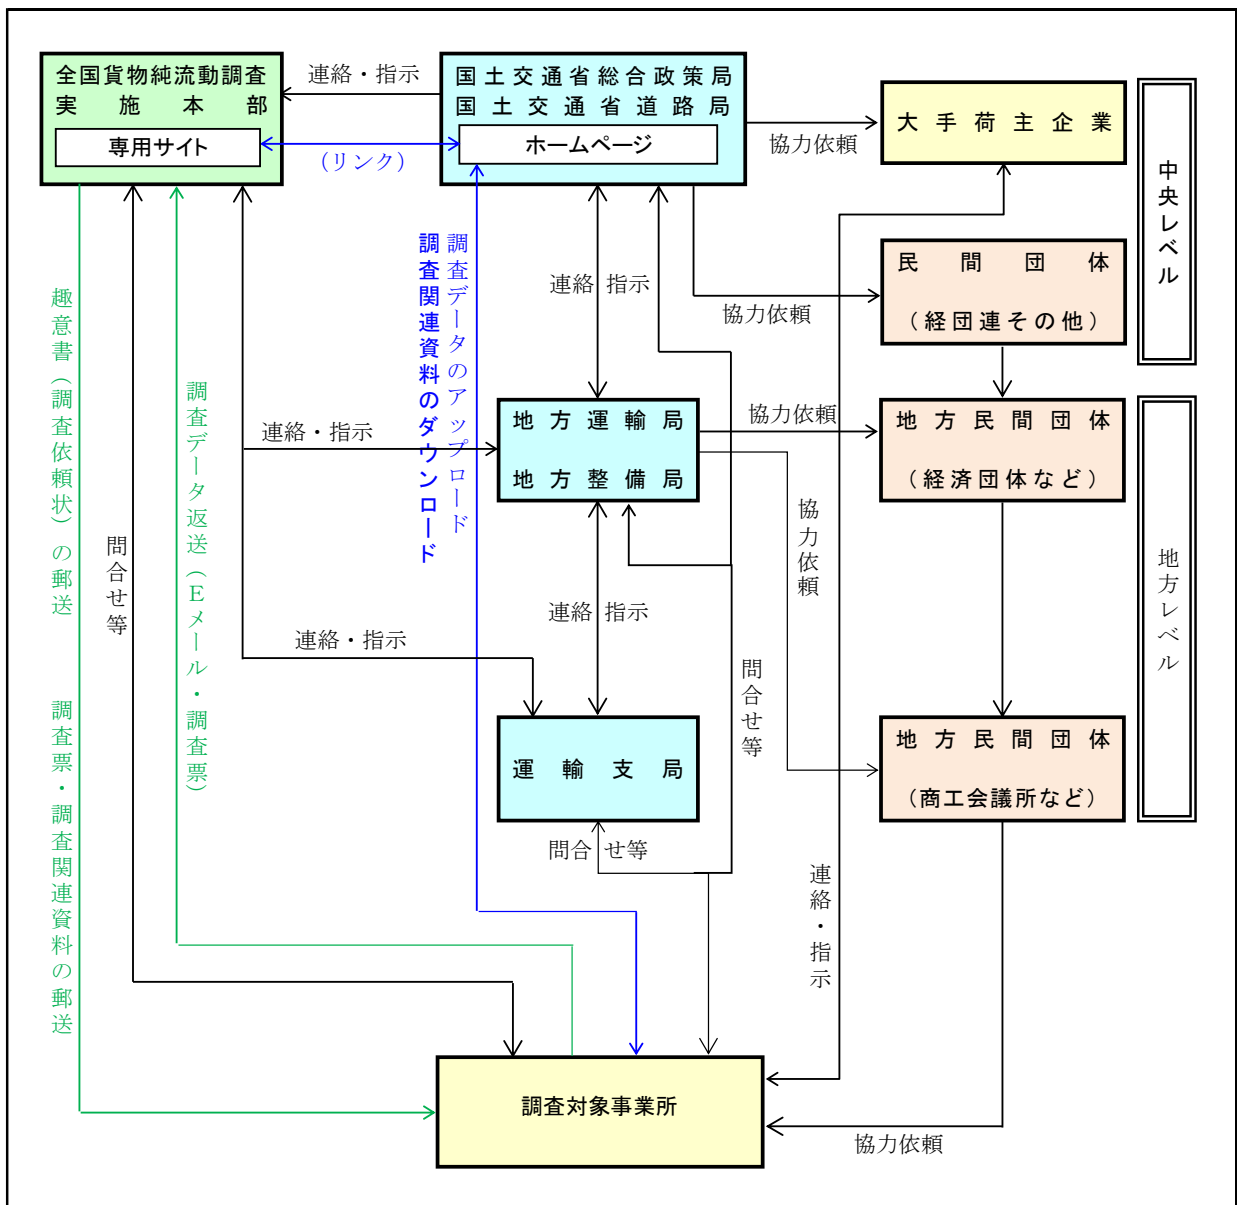 全国貨物純流動調査
実施本部
専用サイト
連絡・指示
(リンク)
国土交通省総合政策局
国土交通省道路局
ホームページ
協力依頼
大手荷主企業
中央レベル
民間団体
(経団連その他)
協力依頼
連絡 指示
調査データのアップロード
調査関連資料のダウンロード
趣意書(調査依頼状)の郵送
調査データ返送(Eメール・調査票)
問合せ等
連絡・指示
地方運輸局
地方整備局
協力依頼
地方民間団体
(経済団体など)
協力依頼
地方レベル
連絡 指示
連絡・指示
問合せ等
調査票・調査関連資料の郵送
運輸支局
地方民間団体
(商工会議所など)
問合 せ等
連絡・指示
調査対象事業所
協力依頼